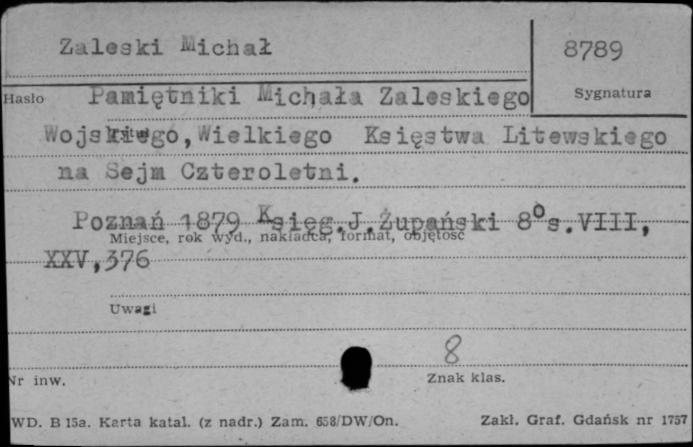 Zaleski Michał
8789
Hasło Pamiętniki Michała Zaleskiego
Sygnatura
Wojskiego, Wielkiego Księstwa Litewskiego
na Sejm Czteroletni.
Poznań 1879 Księg.J.Żupański 8° s.VIII,
Miejsce, rok wyd., nakładca, format, objętość
XXV,376
Uwagi
8
Nr inw.
Znak klas.
WD. B 15a. Karta katal. (z nadr.) Zam. 658/DW/On.
Zakł. Graf. Gdańsk nr 1757